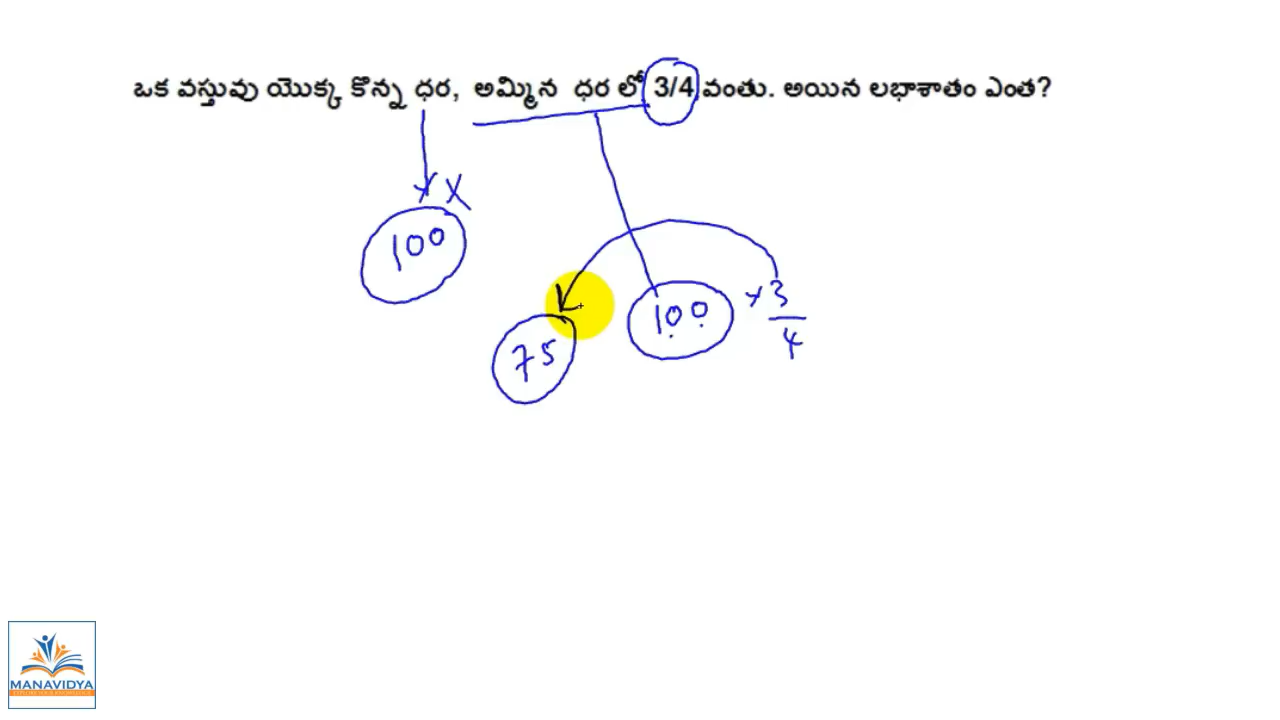 ఒక వస్తువు యొక్క కొన్న ధర, అమ్మిన ధర లో 3/4 వంతు. అయిన లభాశాతం ఎంత?
x x
100
75
100 × 3/4
MANAVIDYA